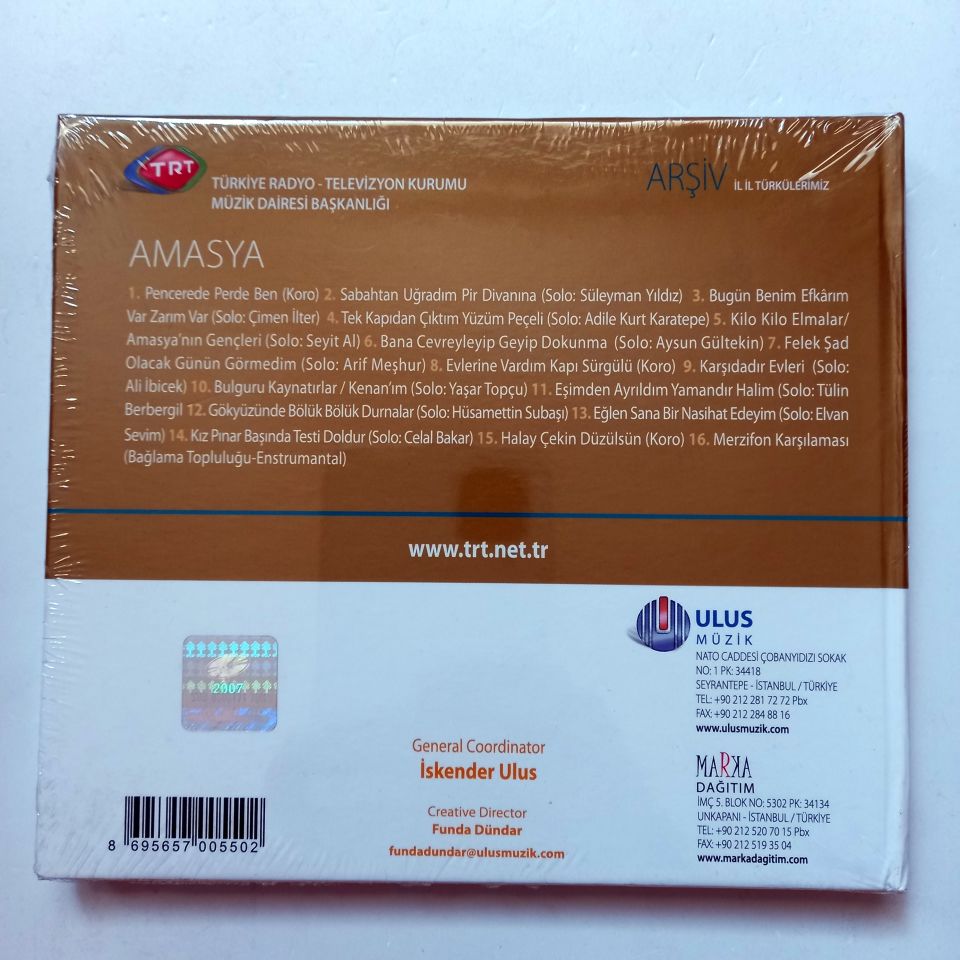 TRT
TÜRKİYE RADYO - TELEVİZYON KURUMU
MÜZİK DAİRESİ BAŞKANLIĞI
ARŞİV İL İL TÜRKÜLERİMİZ
AMASYA
1. Pencerede Perde Ben (Koro) 2. Sabahtan Uğradım Pir Divanına (Solo: Süleyman Yıldız) 3. Bugün Benim Efkârım
Var Zarım Var (Solo: Çimen İlter) 4. Tek Kapıdan Çıktım Yüzüm Peçeli (Solo: Adile Kurt Karatepe) 5. Kilo Kilo Elmalar/
Amasya'nın Gençleri (Solo: Seyit Al) 6. Bana Cevreyleyip Geyip Dokunma (Solo: Aysun Gültekin) 7. Felek Şad
Olacak Günün Görmedim (Solo: Arif Meşhur) 8. Evlerine Vardım Kapı Sürgülü (Koro) 9. Karşıdadır Evleri (Solo:
Ali İbicek) 10. Bulguru Kaynatırlar / Kenan'ım (Solo: Yaşar Topçu) 11. Eşimden Ayrıldım Yamandır Halim (Solo: Tülin
Berbergil 12. Gökyüzünde Bölük Bölük Durnalar (Solo: Hüsamettin Subaşı) 13. Eğlen Sana Bir Nasihat Edeyim (Solo: Elvan
Sevim) 14. Kız Pınar Başında Testi Doldur (Solo: Celal Bakar) 15. Halay Çekin Düzülsün (Koro) 16. Merzifon Karşılaması
(Bağlama Topluluğu-Enstrumantal)
www.trt.net.tr
ULUS
MÜZİK
NATO CADDESİ ÇOBANYIDIZI SOKAK
NO: 1 PK: 34418
SEYRANTEPE - İSTANBUL / TÜRKİYE
TEL: +90 212 281 72 72 Pbx
FAX: +90 212 284 88 16
www.ulusmuzik.com
2007
General Coordinator
İskender Ulus
Creative Director
Funda Dündar
fundadundar@ulusmuzik.com
MARKA
DAĞITIM
İMÇ 5. BLOK NO: 5302 PK: 34134
UNKAPANI - İSTANBUL / TÜRKİYE
TEL: +90 212 520 70 15 Pbx
FAX: +90 212 519 35 04
www.markadagitim.com
8 695657 005502